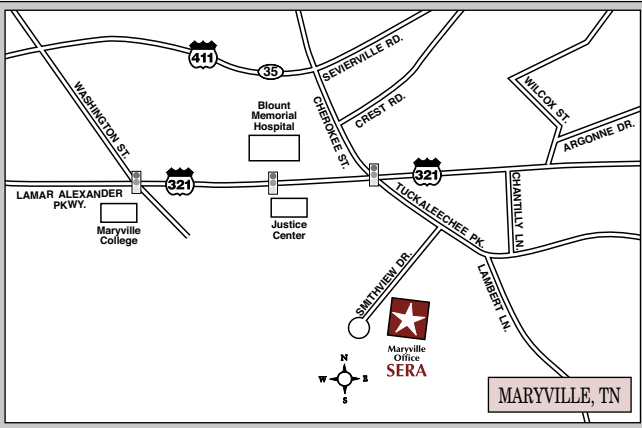 411
35
SEVIERVILLE RD.
WASHINGTON ST.
Blount
Memorial
Hospital
CHEROKEE ST.
CREST RD.
WILCOX ST.
ARGONNE DR.
321
321
LAMAR ALEXANDER
PKWY.
Maryville
College
Justice
Center
TUCKALEECHEE PK.
CHANTILLY LN.
SMITHVIEW DR.
LAMBERT LN.
Maryville
Office
SERA
N
W E
S
MARYVILLE, TN